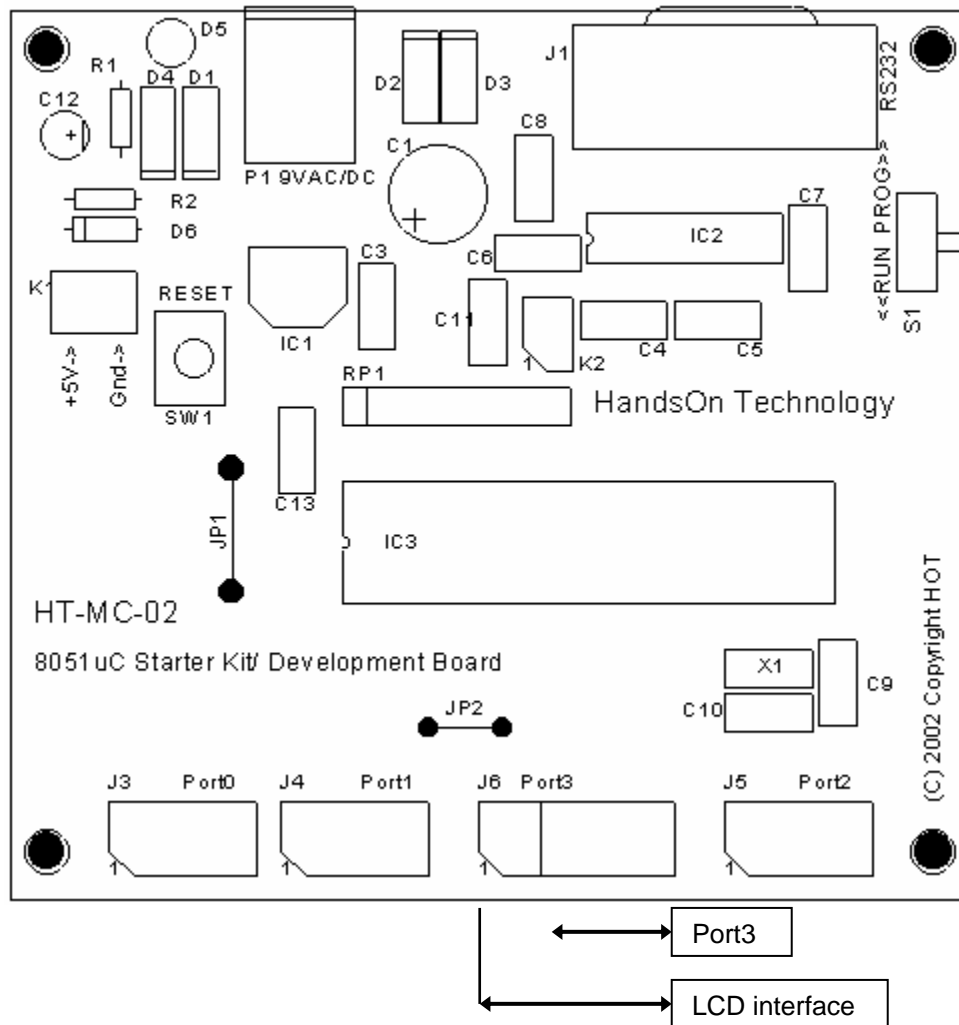 D5
J1
RS232
R1
D4
D1
D2
D3
C12
+
C8
C1
P1 9VAC/DC
<<RUN PROG>>
R2
C7
+
D6
IC2
C3
C6
K1
RESET
C11
S1
IC1
1
K2
C4
C5
+5V->
Gnd->
RP1
SW1
HandsOn Technology
C13
JP1
IC3
HT-MC-02
8051uC Starter Kit/ Development Board
X1
C9
C10
JP2
(C) 2002 Copyright HOT
J3 Port0
J4 Port1
J6 Port3
J5 Port2
1
1
1
1
Port3
LCD interface